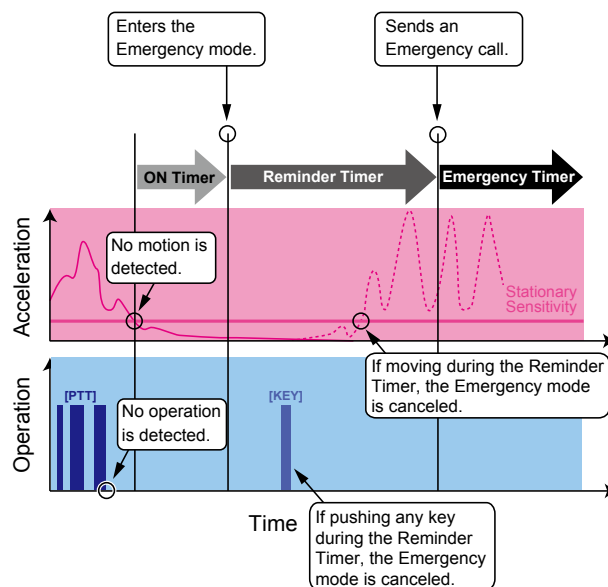 Enters the
Emergency mode.
Sends an
Emergency call.
ON Timer
Reminder Timer
Emergency Timer
Acceleration
No motion is
detected.
Stationary
Sensitivity
If moving during the Reminder
Timer, the Emergency mode
is canceled.
Operation
[PTT]
[KEY]
No operation
is detected.
Time
If pushing any key
during the Reminder
Timer, the Emergency
mode is canceled.